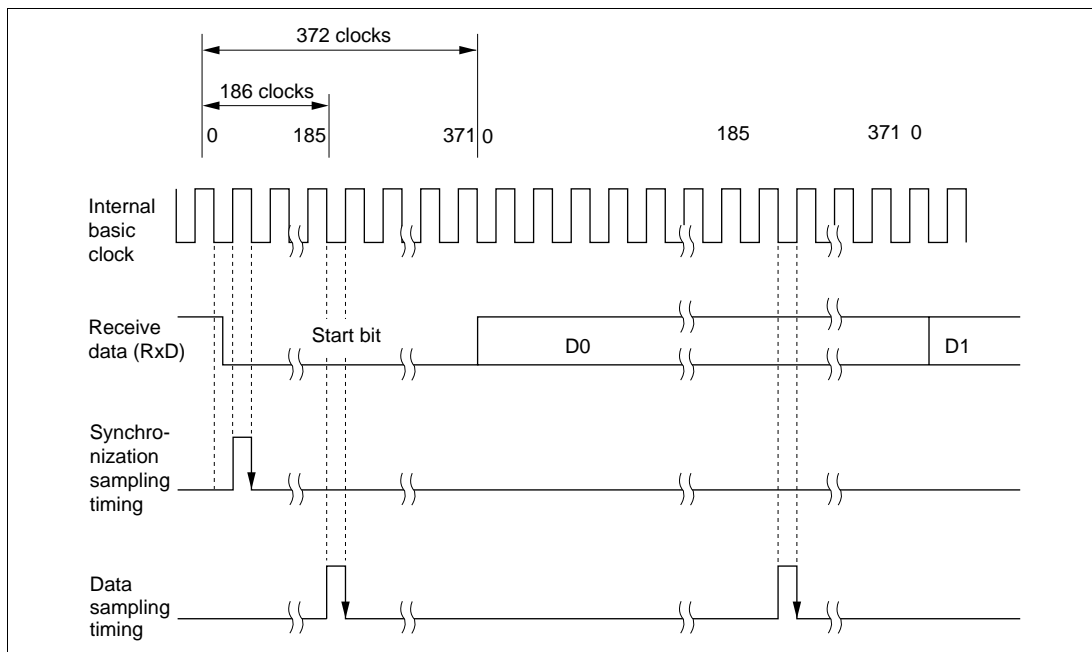 372 clocks
186 clocks
0 185 371 0 185 371 0
Internal
basic
clock
Receive
data (RxD)
Start bit
D0
D1
Synchro-
nization
sampling
timing
Data
sampling
timing